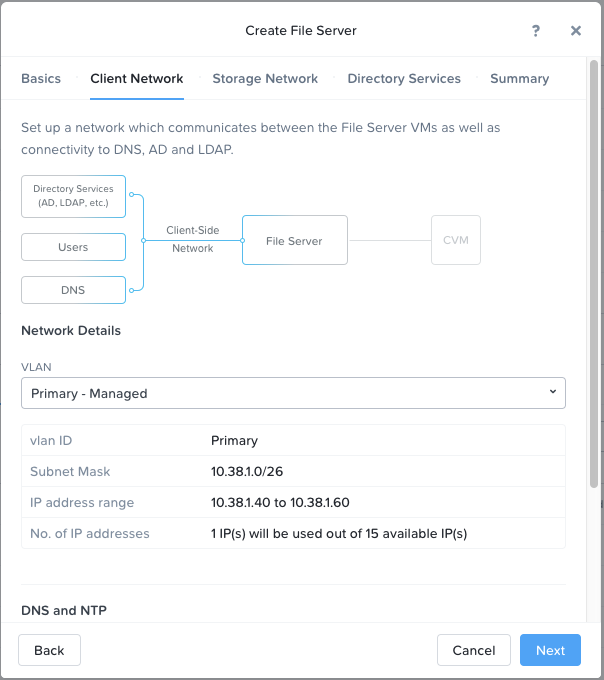 Create File Server
?
Basics
Client Network
Storage Network
Directory Services
Summary
Set up a network which communicates between the File Server VMs as well as
connectivity to DNS, AD and LDAP.
Directory Services
(AD, LDAP, etc.)
Users
DNS
Client-Side
Network
File Server
CVM
Network Details
VLAN
Primary - Managed
vlan ID Primary
Subnet Mask 10.38.1.0/26
IP address range 10.38.1.40 to 10.38.1.60
No. of IP addresses 1 IP(s) will be used out of 15 available IP(s)
DNS and NTP
Back
Cancel
Next